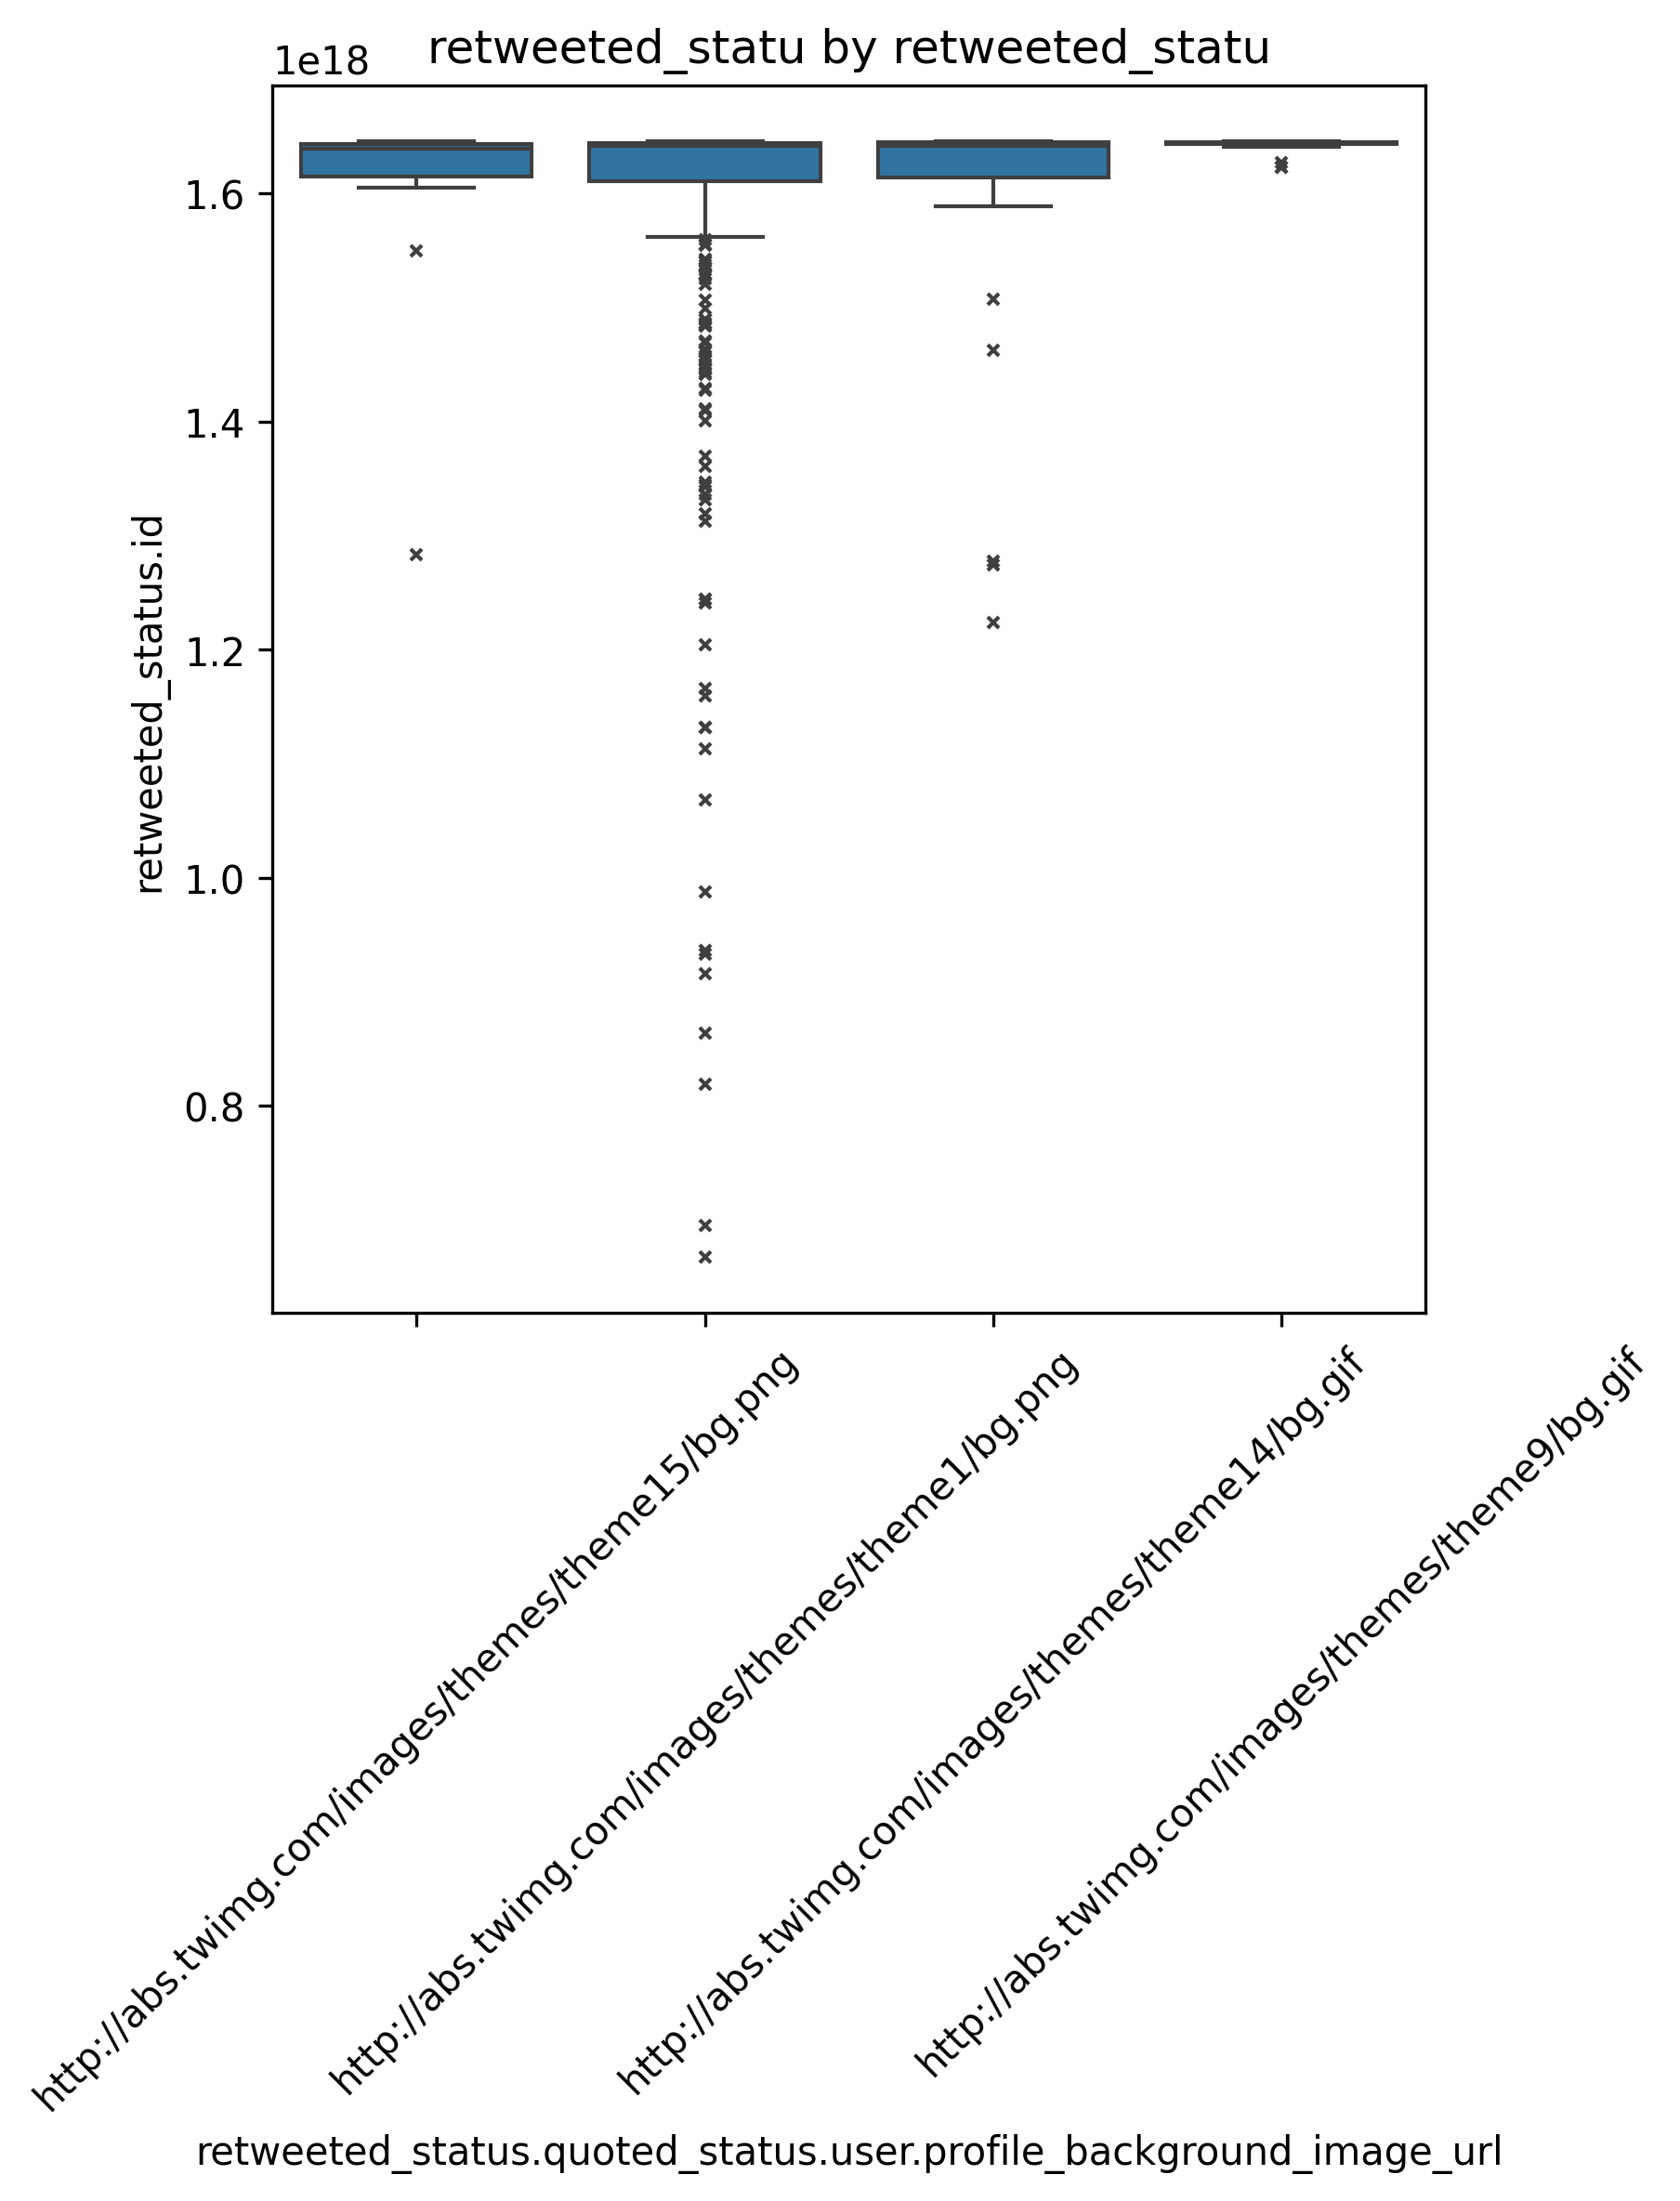 retweeted_statu by retweeted_statu
1e18
1.6
1.4
1.2
1.0
0.8
retweeted_status.id
http://abs.twimg.com/images/themes/theme15/bg.png
http://abs.twimg.com/images/themes/theme1/bg.png
http://abs.twimg.com/images/themes/theme14/bg.gif
http://abs.twimg.com/images/themes/theme9/bg.gif
retweeted_status.quoted_status.user.profile_background_image_url